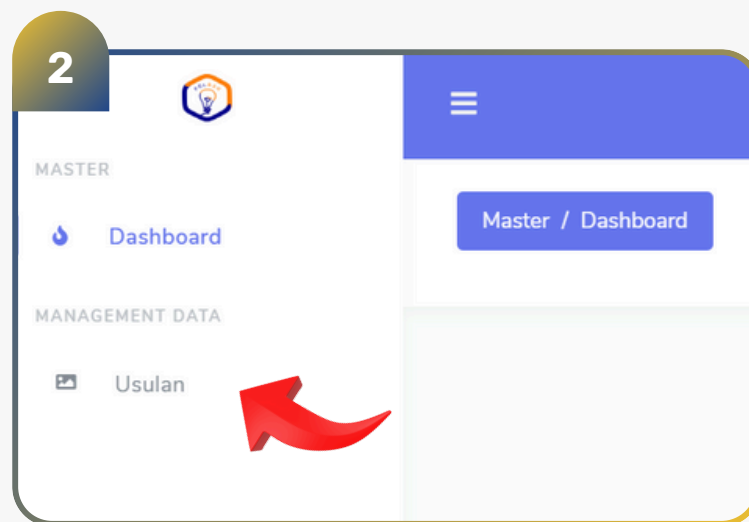 2
MASTER
Dashboard
Master / Dashboard
MANAGEMENT DATA
Usulan